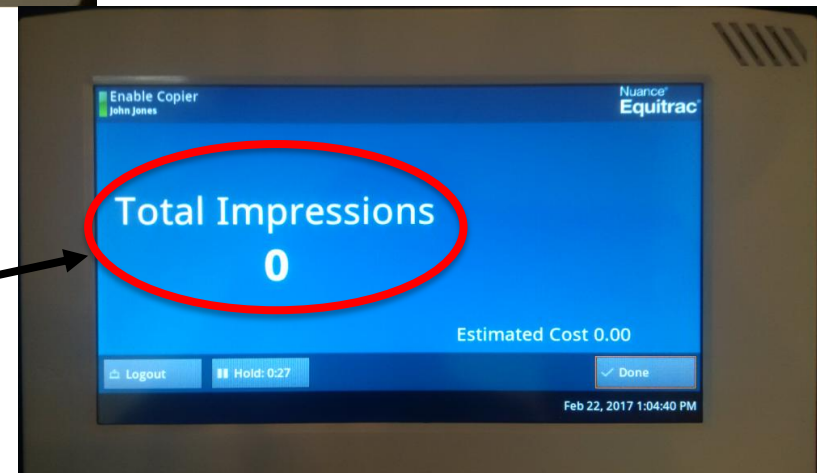 Enable Copier
John Jones
Nuance®
Equitrac
Total Impressions
0
Estimated Cost 0.00
Logout
Hold: 0:27
Done
Feb 22, 2017 1:04:40 PM